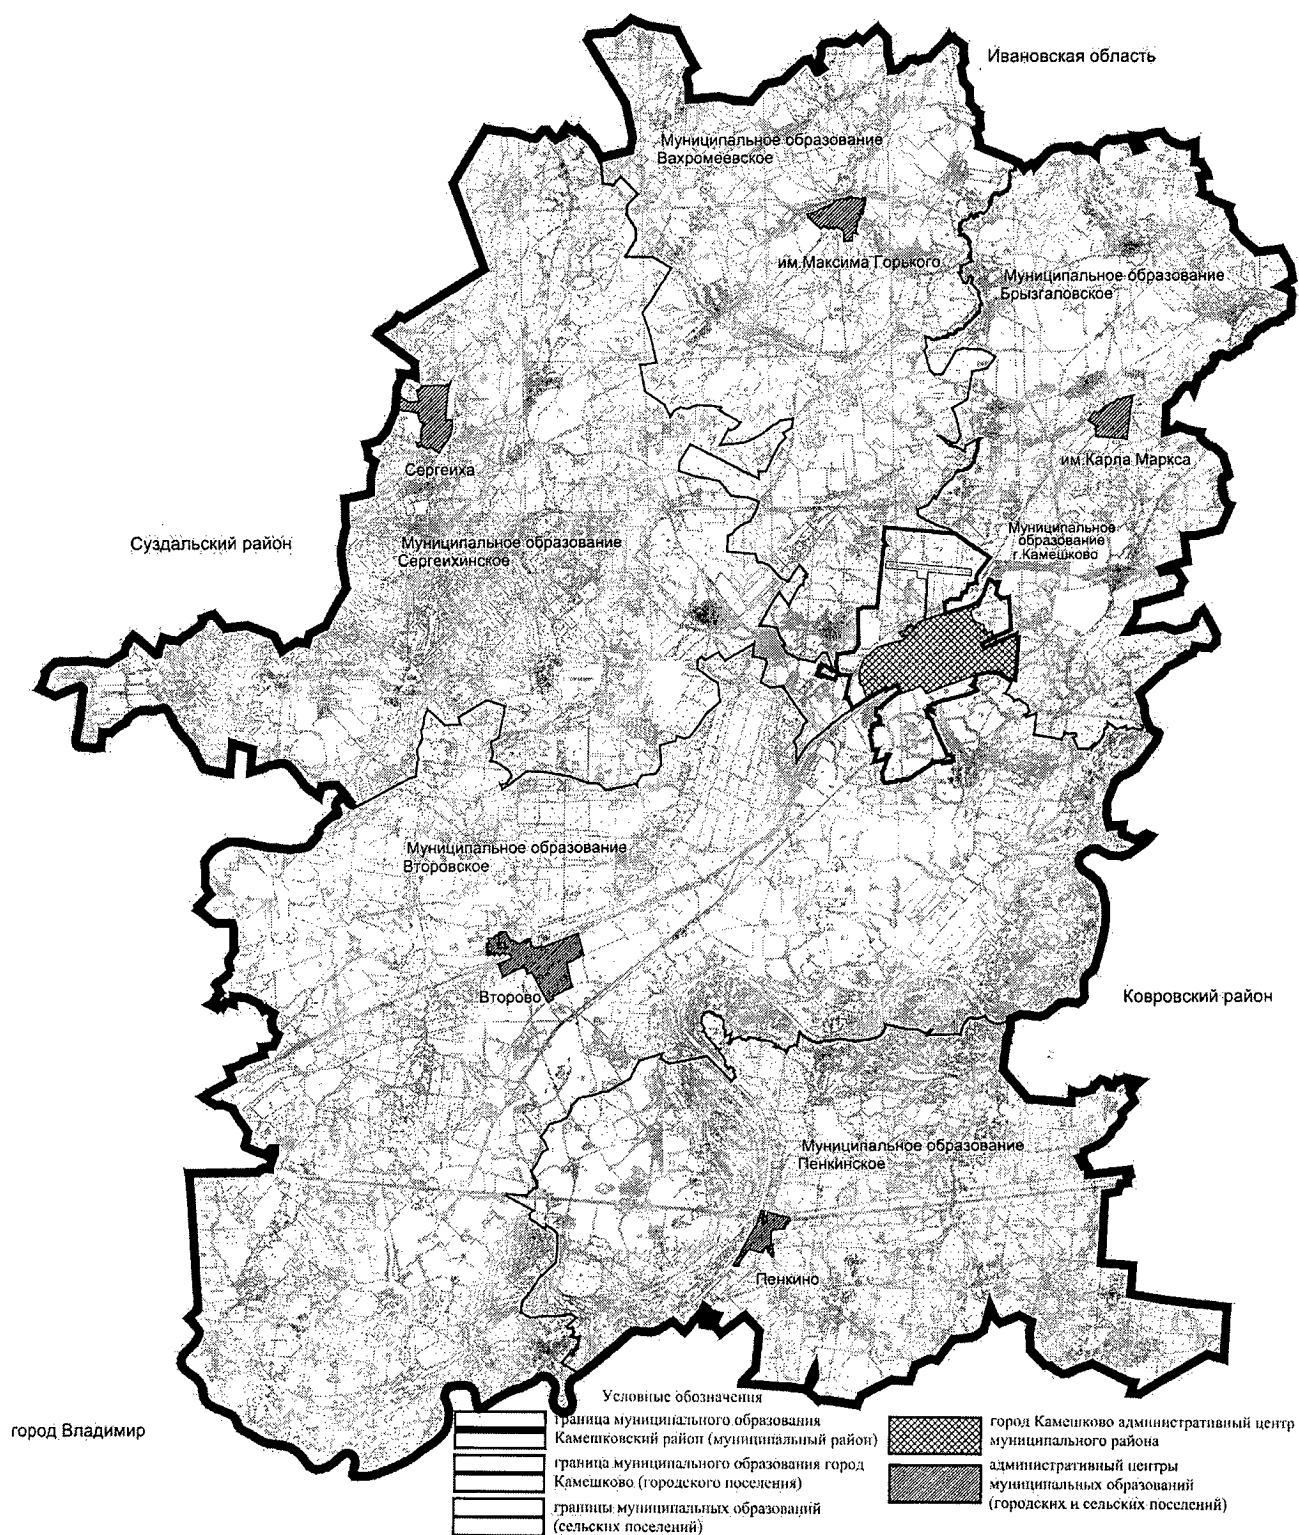 Ивановская область
Муниципальное образование
Вахромеевское
им.Максима Горького
Муниципальное образование
Брызгаловское
им.Карла Маркса
Сергеиха
Суздальский район
Муниципальное образование
Сергеихинское
Муниципальное
образование
г.Камешково
Муниципальное образование
Второвское
Второво
Ковровский район
Муниципальное образование
Пенкинское
Пенкино
город Владимир
Условные обозначения
граница муниципального образования
Камешковский район (муниципальный район)
граница муниципального образования город
Камешково (городского поселения)
границы муниципальных образований
(сельских поселений)
город Камешково административный центр
муниципального района
административный центры
муниципальных образований
(городских и сельских поселений)